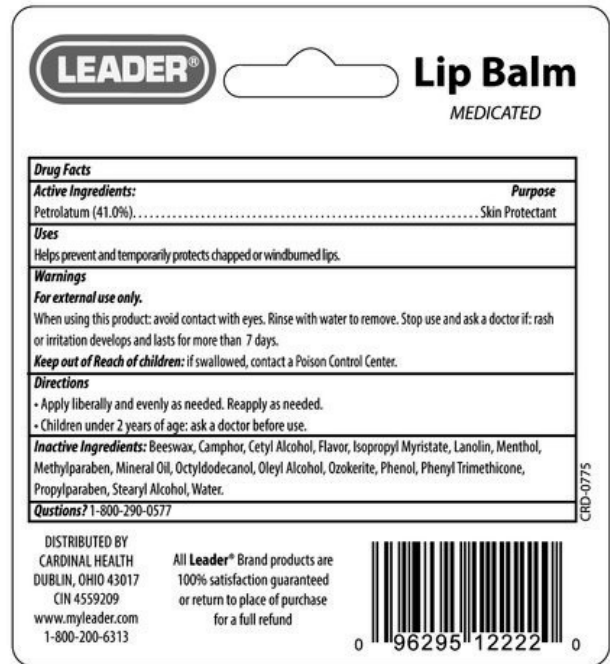 LEADER®
Lip Balm
MEDICATED
Drug Facts
Active Ingredients: Purpose
Petrolatum (41.0%)........................................................Skin Protectant
Uses
Helps prevent and temporarily protects chapped or windburned lips.
Warnings
For external use only.
When using this product: avoid contact with eyes. Rinse with water to remove. Stop use and ask a doctor if: rash
or irritation develops and lasts for more than 7 days.
Keep out of Reach of children: if swallowed, contact a Poison Control Center.
Directions
• Apply liberally and evenly as needed. Reapply as needed.
• Children under 2 years of age: ask a doctor before use.
Inactive Ingredients: Beeswax, Camphor, Cetyl Alcohol, Flavor, Isopropyl Myristate, Lanolin, Menthol,
Methylparaben, Mineral Oil, Octyldodecanol, Oleyl Alcohol, Ozokerite, Phenol, Phenyl Trimethicone,
Propylparaben, Stearyl Alcohol, Water.
Qustions? 1-800-290-0577
CRD-0775
DISTRIBUTED BY
CARDINAL HEALTH
DUBLIN, OHIO 43017
CIN 4559209
www.myleader.com
1-800-200-6313
All Leader® Brand products are
100% satisfaction guaranteed
or return to place of purchase
for a full refund
0 96295 12222 0